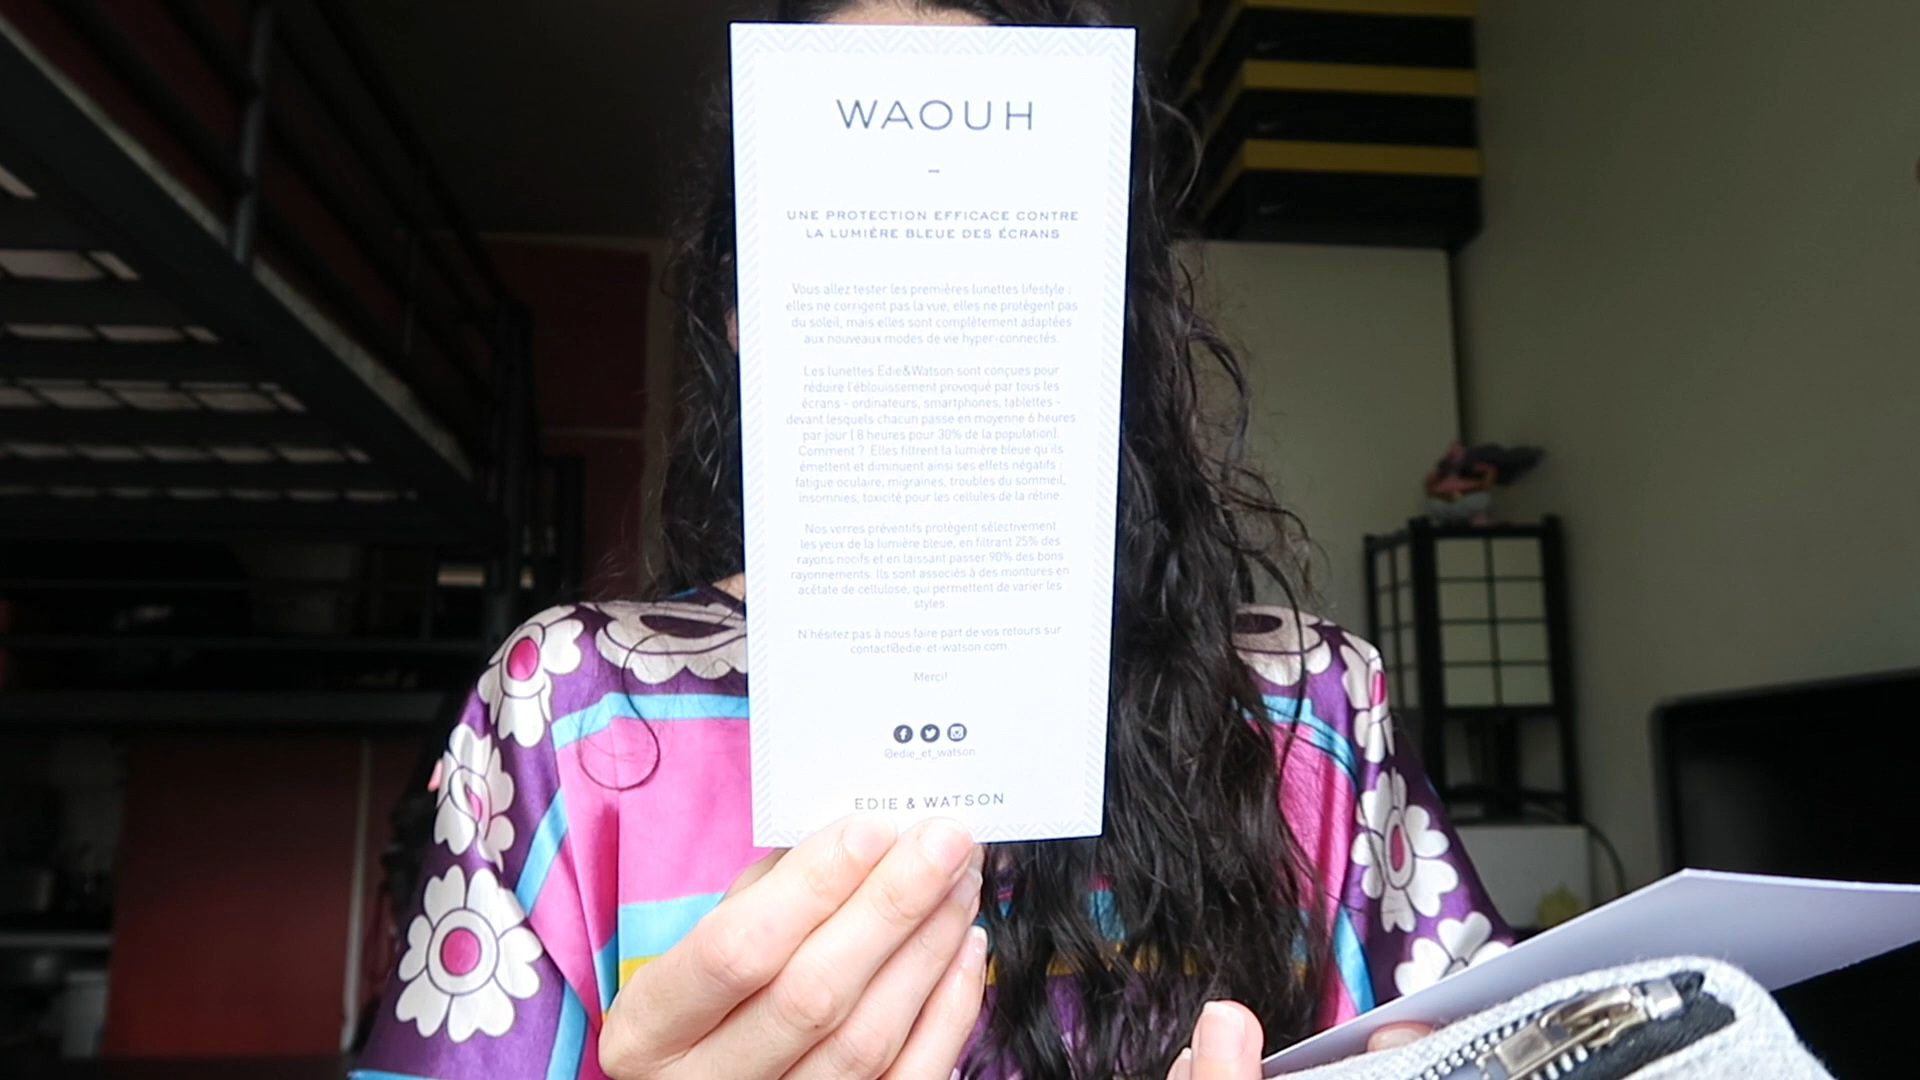 WAOUH
–
UNE PROTECTION EFFICACE CONTRE
LA LUMIÈRE BLEUE DES ÉCRANS
Vous allez tester les premières lunettes lifestyle :
elles ne corrigent pas la vue, elles ne protègent pas
du soleil, mais elles sont complètement adaptées
aux nouveaux modes de vie hyper-connectés.
Les lunettes Edie&Watson sont conçues pour
réduire l'éblouissement provoqué par tous les
écrans - ordinateurs, smartphones, tablettes -
devant lesquels chacun passe en moyenne 6 heures
par jour ( 8 heures pour 30% de la population).
Comment ? Elles filtrent la lumière bleue qu'ils
émettent et diminuent ainsi ses effets négatifs :
fatigue oculaire, migraines, troubles du sommeil,
insomnies, toxicité pour les cellules de la rétine.
Nos verres préventifs protègent sélectivement
les yeux de la lumière bleue, en filtrant 25% des
rayons nocifs et en laissant passer 90% des bons
rayonnements. Ils sont associés à des montures en
acétate de cellulose, qui permettent de varier les
styles.
N'hésitez pas à nous faire part de vos retours sur
contact@edie-et-watson.com.
Merci!
@edie_et_watson
EDIE & WATSON